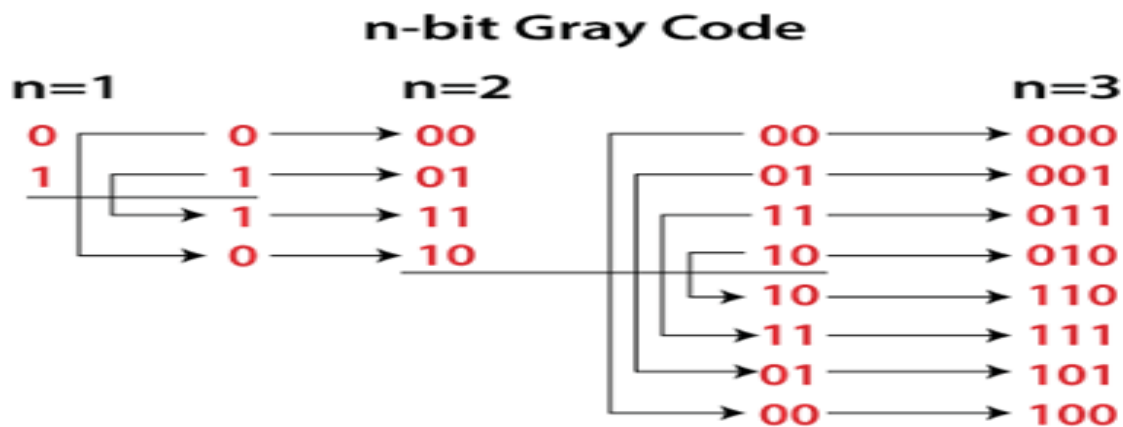 n-bit Gray Code
n=1 n=2 n=3
0 0 00 00 000
1 1 01 01 001
1 11 11 011
0 10 10 010
10 110
11 111
01 101
00 100